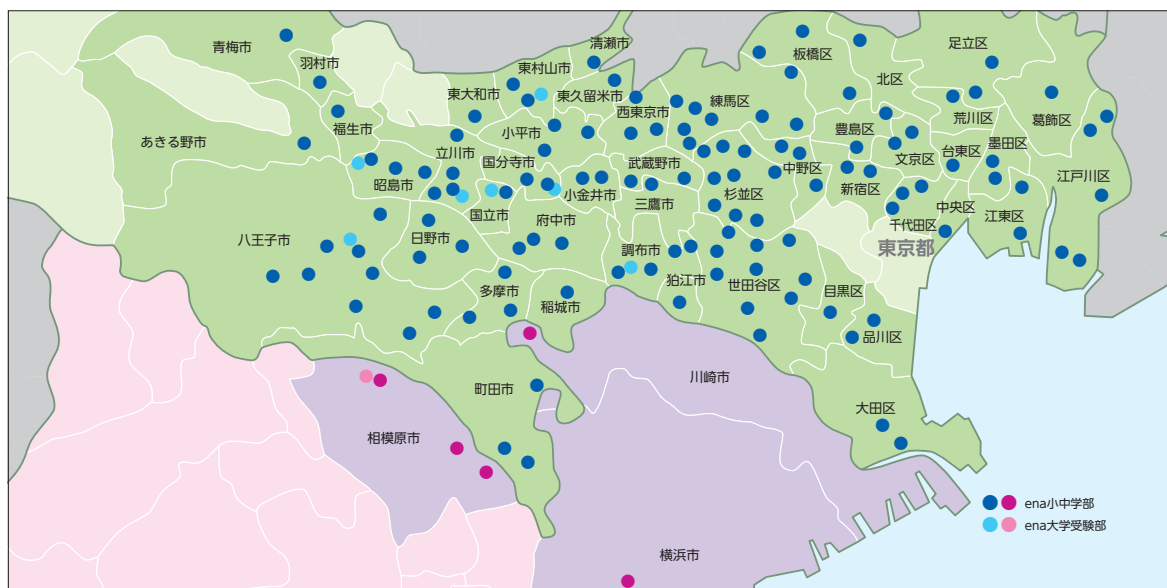 青梅市
羽村市
清瀬市
東村山市
板橋区
足立区
北区
東大和市
東久留米市
西東京市
練馬区
荒川区
葛飾区
福生市
あきる野市
小平市
豊島区
文京区
台東区
墨田区
立川市
国分寺市
武蔵野市
中野区
昭島市
小金井市
杉並区
新宿区
江戸川区
国立市
三鷹市
中央区
府中市
千代田区
江東区
八王子市
日野市
調布市
東京都
狛江市
世田谷区
多摩市
稲城市
目黒区
品川区
川崎市
町田市
大田区
相模原市
ena小中学部
ena大学受験部
横浜市